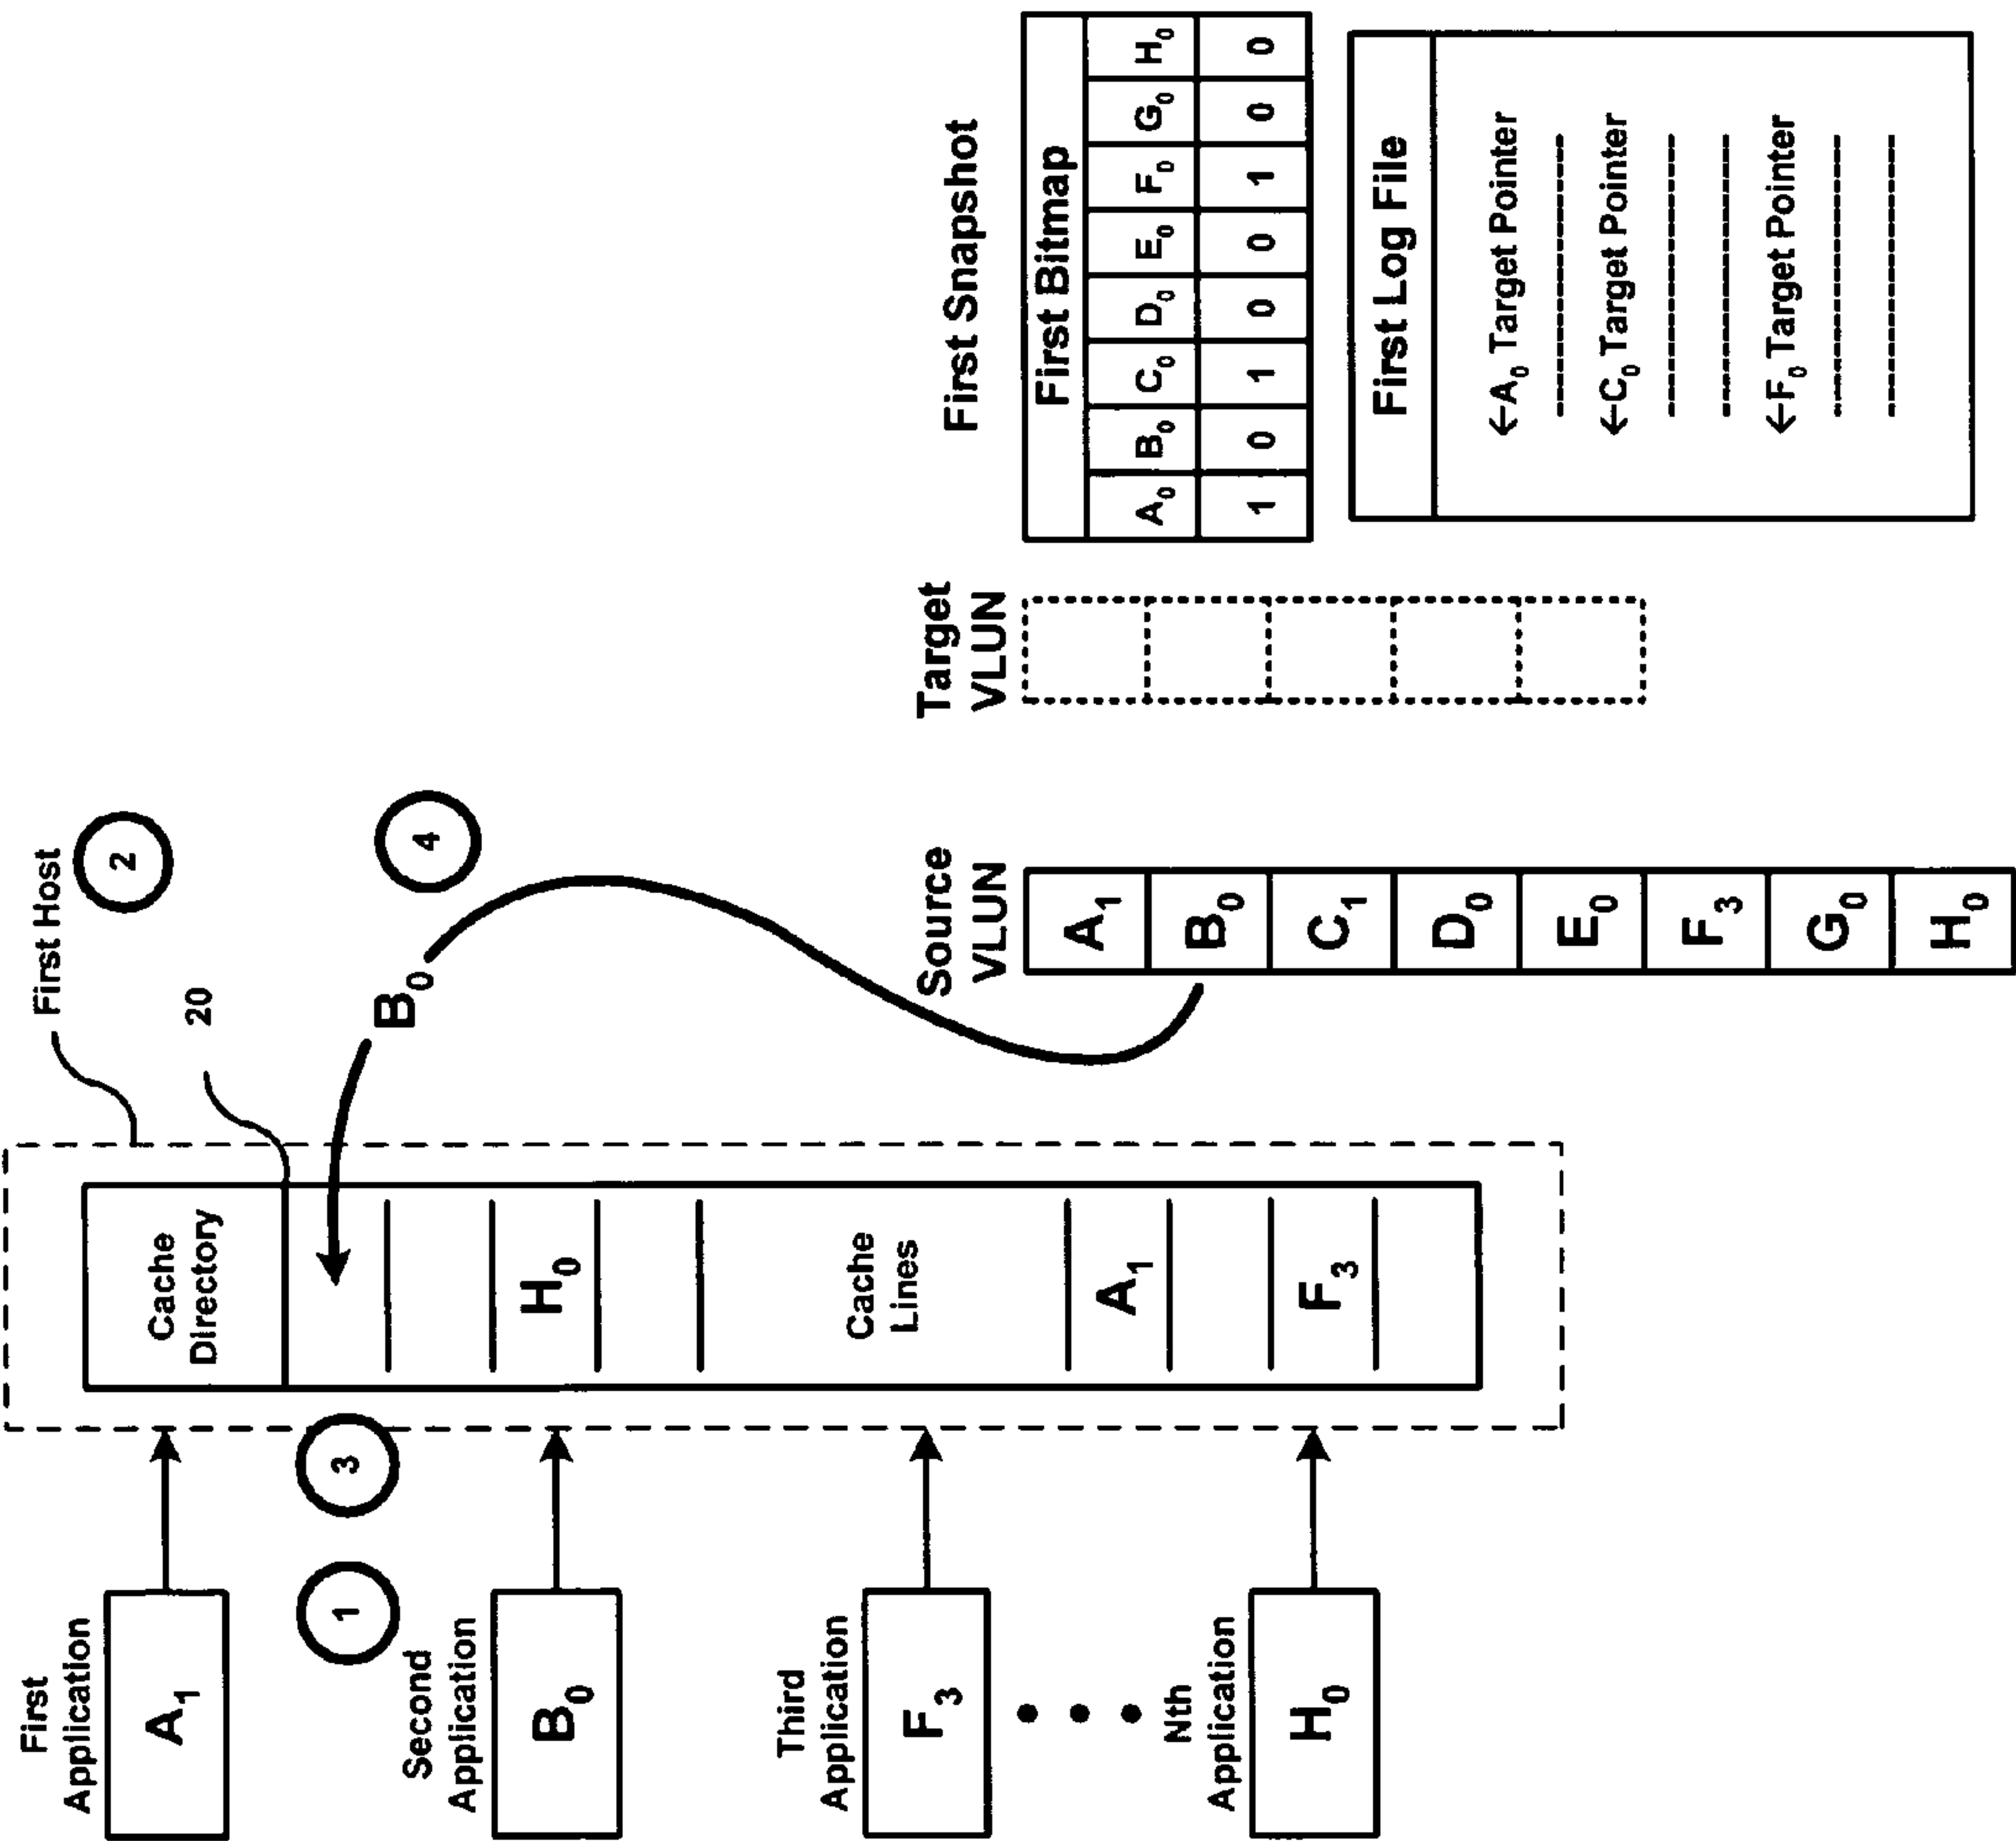 Nth
Application
H₀
• • •
Third
Application
F₃
Second
Application
B₀
First
Application
A₁
1
3
Cache
Directory
H₀
Cache
Lines
A₁
F₃
First Host
20
2
B₀
4
Source
VLUN
A₁
B₀
C₁
D₀
E₀
F₃
G₀
H₀
Target
VLUN
First Snapshot
First Bitmap
A₀ B₀ C₀ D₀ E₀ F₀ G₀ H₀
1 0 1 0 0 1 0 0
First Log File
←A₀ Target Pointer
←C₀ Target Pointer
←F₀ Target Pointer